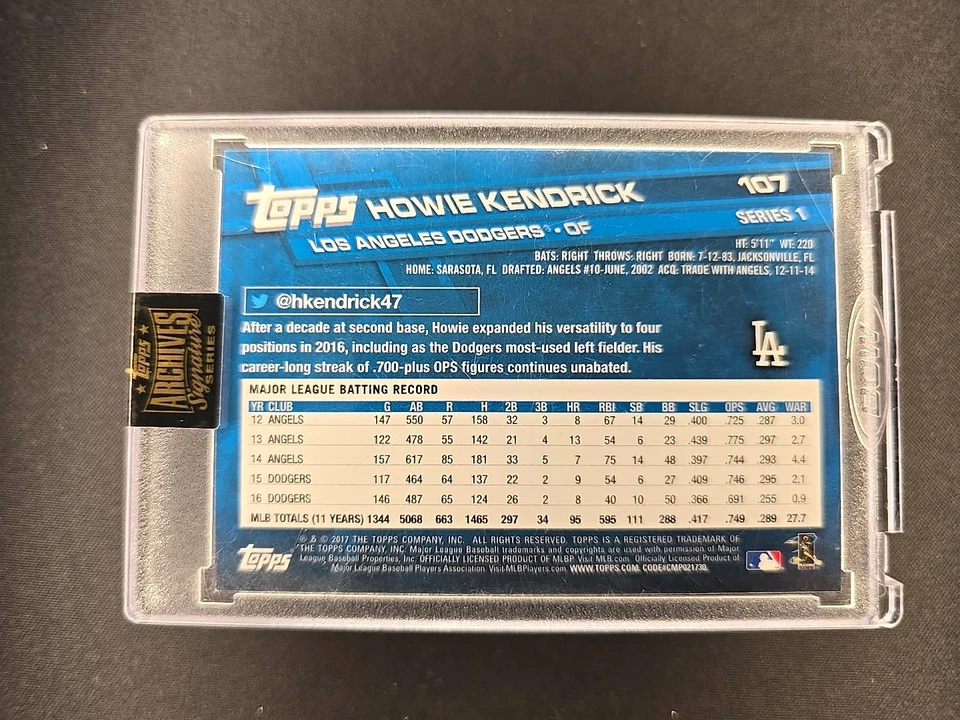 107
TOPPS HOWIE KENDRICK
SERIES 1
LOS ANGELES DODGERS® • OF
HT: 5'11" WT: 220
BATS: RIGHT THROWS: RIGHT BORN: 7-12-83, JACKSONVILLE, FL
HOME: SARASOTA, FL DRAFTED: ANGELS #10-JUNE, 2002 ACQ: TRADE WITH ANGELS, 12-11-14
@hkendrick47
After a decade at second base, Howie expanded his versatility to four
positions in 2016, including as the Dodgers most-used left fielder. His
career-long streak of .700-plus OPS figures continues unabated.
LA
MAJOR LEAGUE BATTING RECORD
YR CLUB G AB R H 2B 3B HR RBI SB BB SLG OPS AVG WAR
12 ANGELS 147 550 57 158 32 3 8 67 14 29 .400 .725 .287 3.0
13 ANGELS 122 478 55 142 21 4 13 54 6 23 .439 .775 .297 2.7
14 ANGELS 157 617 85 181 33 5 7 75 14 48 .397 .744 .293 4.4
15 DODGERS 117 464 64 137 22 2 9 54 6 27 .409 .746 .295 2.1
16 DODGERS 146 487 65 124 26 2 8 40 10 50 .366 .691 .255 0.9
MLB TOTALS (11 YEARS) 1344 5068 663 1465 297 34 95 595 111 288 .417 .749 .289 27.7
TOPPS
® & © 2017 THE TOPPS COMPANY, INC. ALL RIGHTS RESERVED. TOPPS IS A REGISTERED TRADEMARK OF
THE TOPPS COMPANY, INC. Major League Baseball trademarks and copyrights are used with permission of Major
League Baseball Properties, Inc. OFFICIALLY LICENSED PRODUCT OF MLBP. Visit MLB.com. Officially Licensed Product of
Major League Baseball Players Association. Visit MLBPlayers.com. WWW.TOPPS.COM. CODE#CMP021730
TOPPS
ARCHIVES
Signature
SERIES